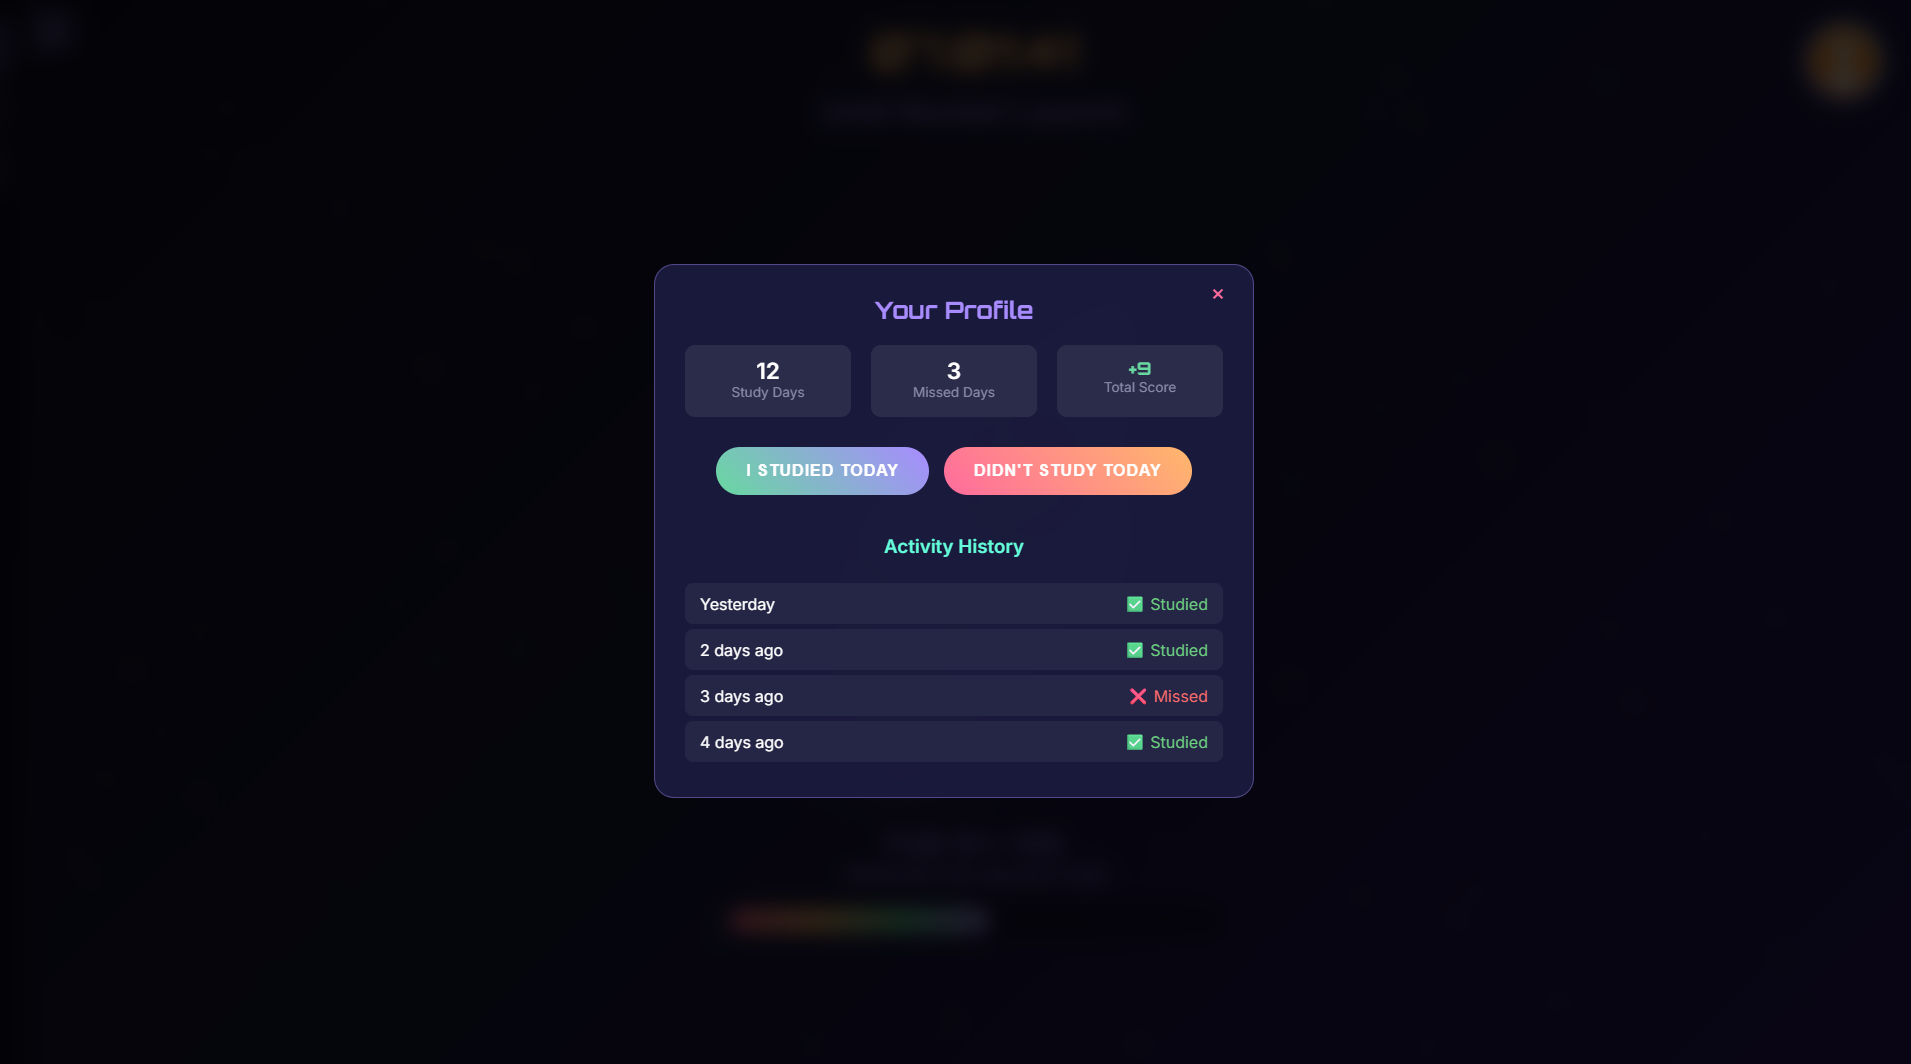 Your Profile
×
12
Study Days
3
Missed Days
+9
Total Score
I STUDIED TODAY
DIDN'T STUDY TODAY
Activity History
Yesterday
✅ Studied
2 days ago
✅ Studied
3 days ago
❌ Missed
4 days ago
✅ Studied